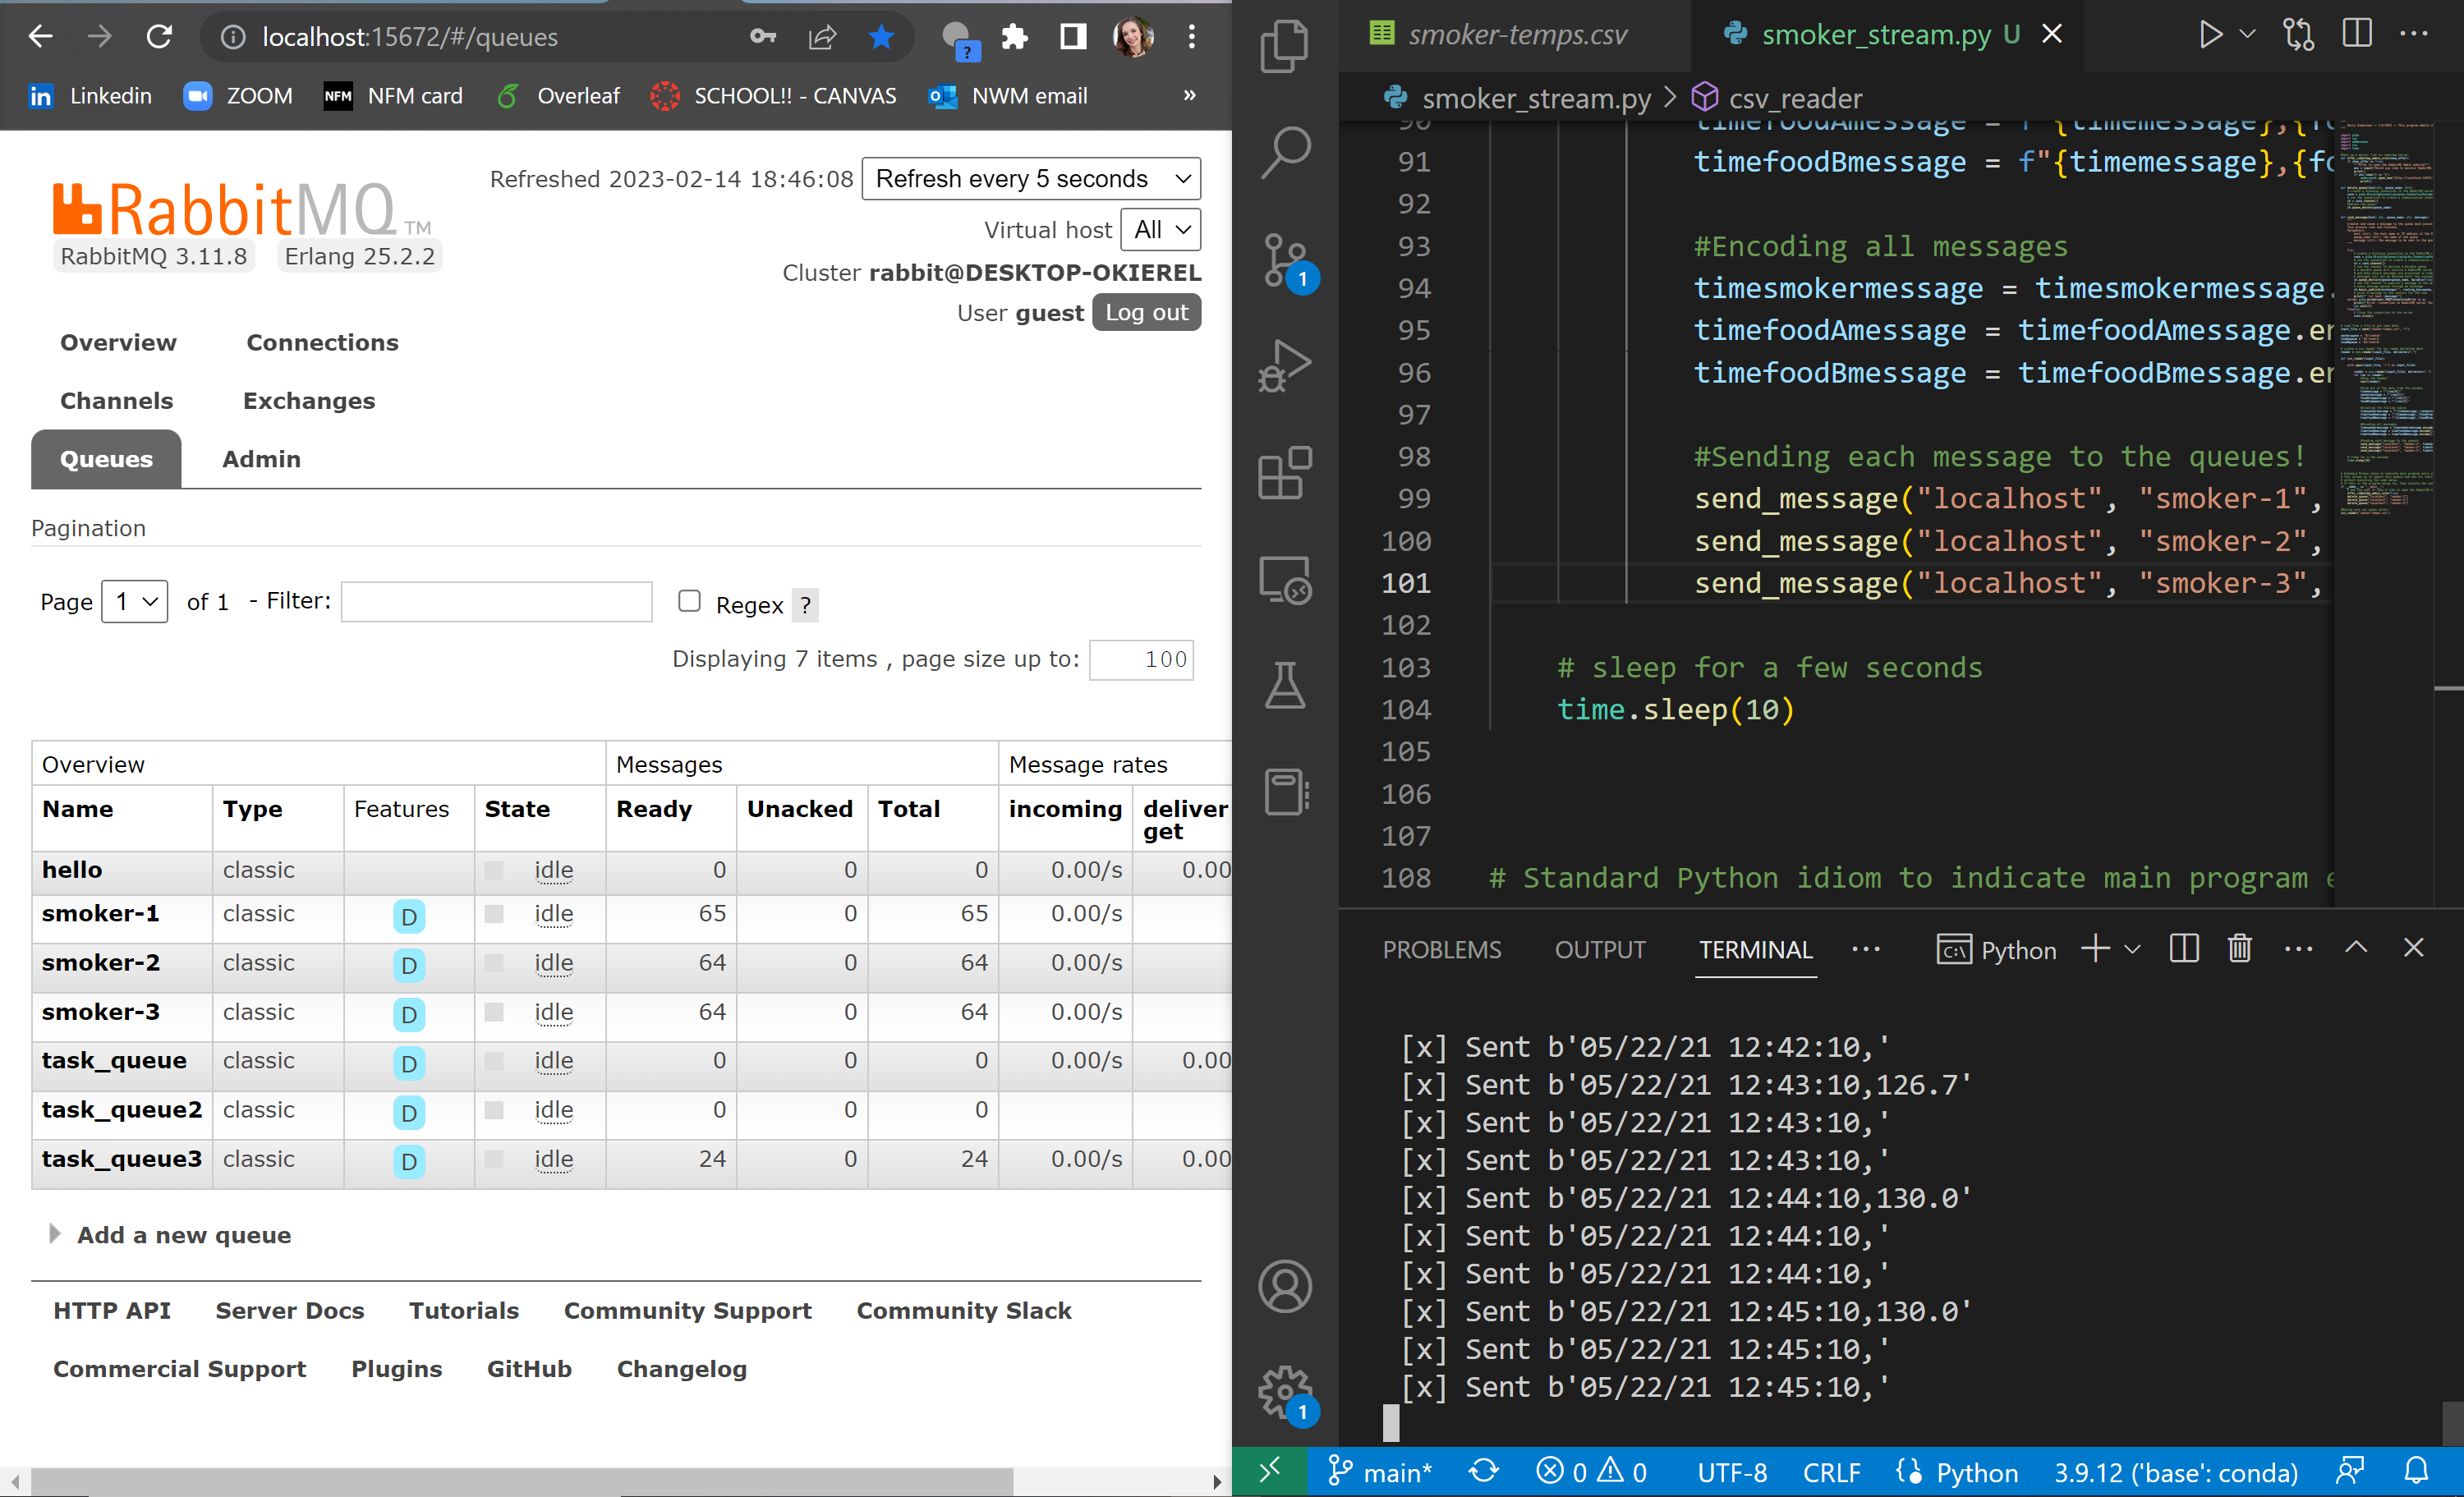 localhost:15672/#/queues
Linkedin ZOOM NFM NFM card Overleaf SCHOOL!! - CANVAS NWM email »
RabbitMQ TM
RabbitMQ 3.11.8 Erlang 25.2.2
Refreshed 2023-02-14 18:46:08 Refresh every 5 seconds
Virtual host All
Cluster rabbit@DESKTOP-OKIEREL
User guest Log out
Overview Connections
Channels Exchanges
Queues Admin
Pagination
Page 1 of 1 - Filter: Regex ?
Displaying 7 items , page size up to: 100
Overview Messages Message rates
Name Type Features State Ready Unacked Total incoming deliver get
hello classic idle 0 0 0 0.00/s 0.00
smoker-1 classic D idle 65 0 65 0.00/s
smoker-2 classic D idle 64 0 64 0.00/s
smoker-3 classic D idle 64 0 64 0.00/s
task_queue classic D idle 0 0 0 0.00/s 0.00
task_queue2 classic D idle 0 0 0
task_queue3 classic D idle 24 0 24 0.00/s 0.00
Add a new queue
HTTP API Server Docs Tutorials Community Support Community Slack
Commercial Support Plugins GitHub Changelog
smoker-temps.csv smoker_stream.py U
smoker_stream.py > csv_reader
90 timefoodAmessage = f"{timemessage},{fo
91 timefoodBmessage = f"{timemessage},{fo
92
93 #Encoding all messages
94 timesmokermessage = timesmokermessage.
95 timefoodAmessage = timefoodAmessage.en
96 timefoodBmessage = timefoodBmessage.en
97
98 #Sending each message to the queues!
99 send_message("localhost", "smoker-1",
100 send_message("localhost", "smoker-2",
101 send_message("localhost", "smoker-3",
102
103 # sleep for a few seconds
104 time.sleep(10)
105
106
107
108 # Standard Python idiom to indicate main program e
PROBLEMS OUTPUT TERMINAL ··· Python
[x] Sent b'05/22/21 12:42:10,'
[x] Sent b'05/22/21 12:43:10,126.7'
[x] Sent b'05/22/21 12:43:10,'
[x] Sent b'05/22/21 12:43:10,'
[x] Sent b'05/22/21 12:44:10,130.0'
[x] Sent b'05/22/21 12:44:10,'
[x] Sent b'05/22/21 12:44:10,'
[x] Sent b'05/22/21 12:45:10,130.0'
[x] Sent b'05/22/21 12:45:10,'
[x] Sent b'05/22/21 12:45:10,'
1
1
main* 0 0 UTF-8 CRLF Python 3.9.12 ('base': conda)